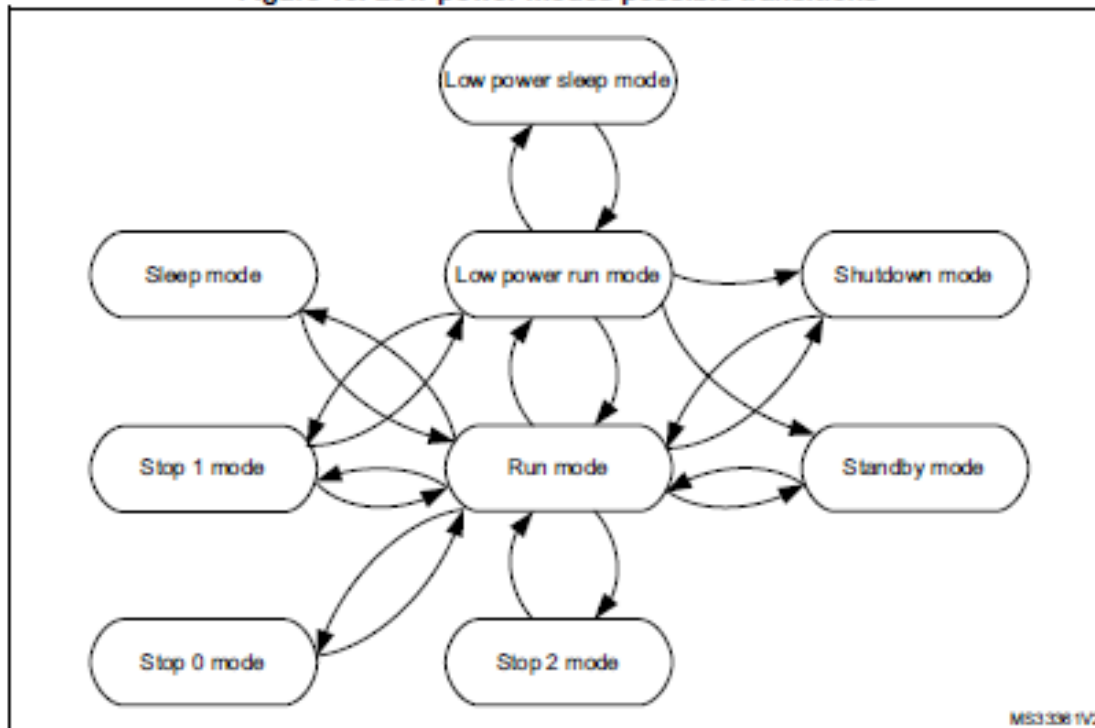 Low power sleep mode
Sleep mode
Low power run mode
Shutdown mode
Stop 1 mode
Run mode
Standby mode
Stop 0 mode
Stop 2 mode